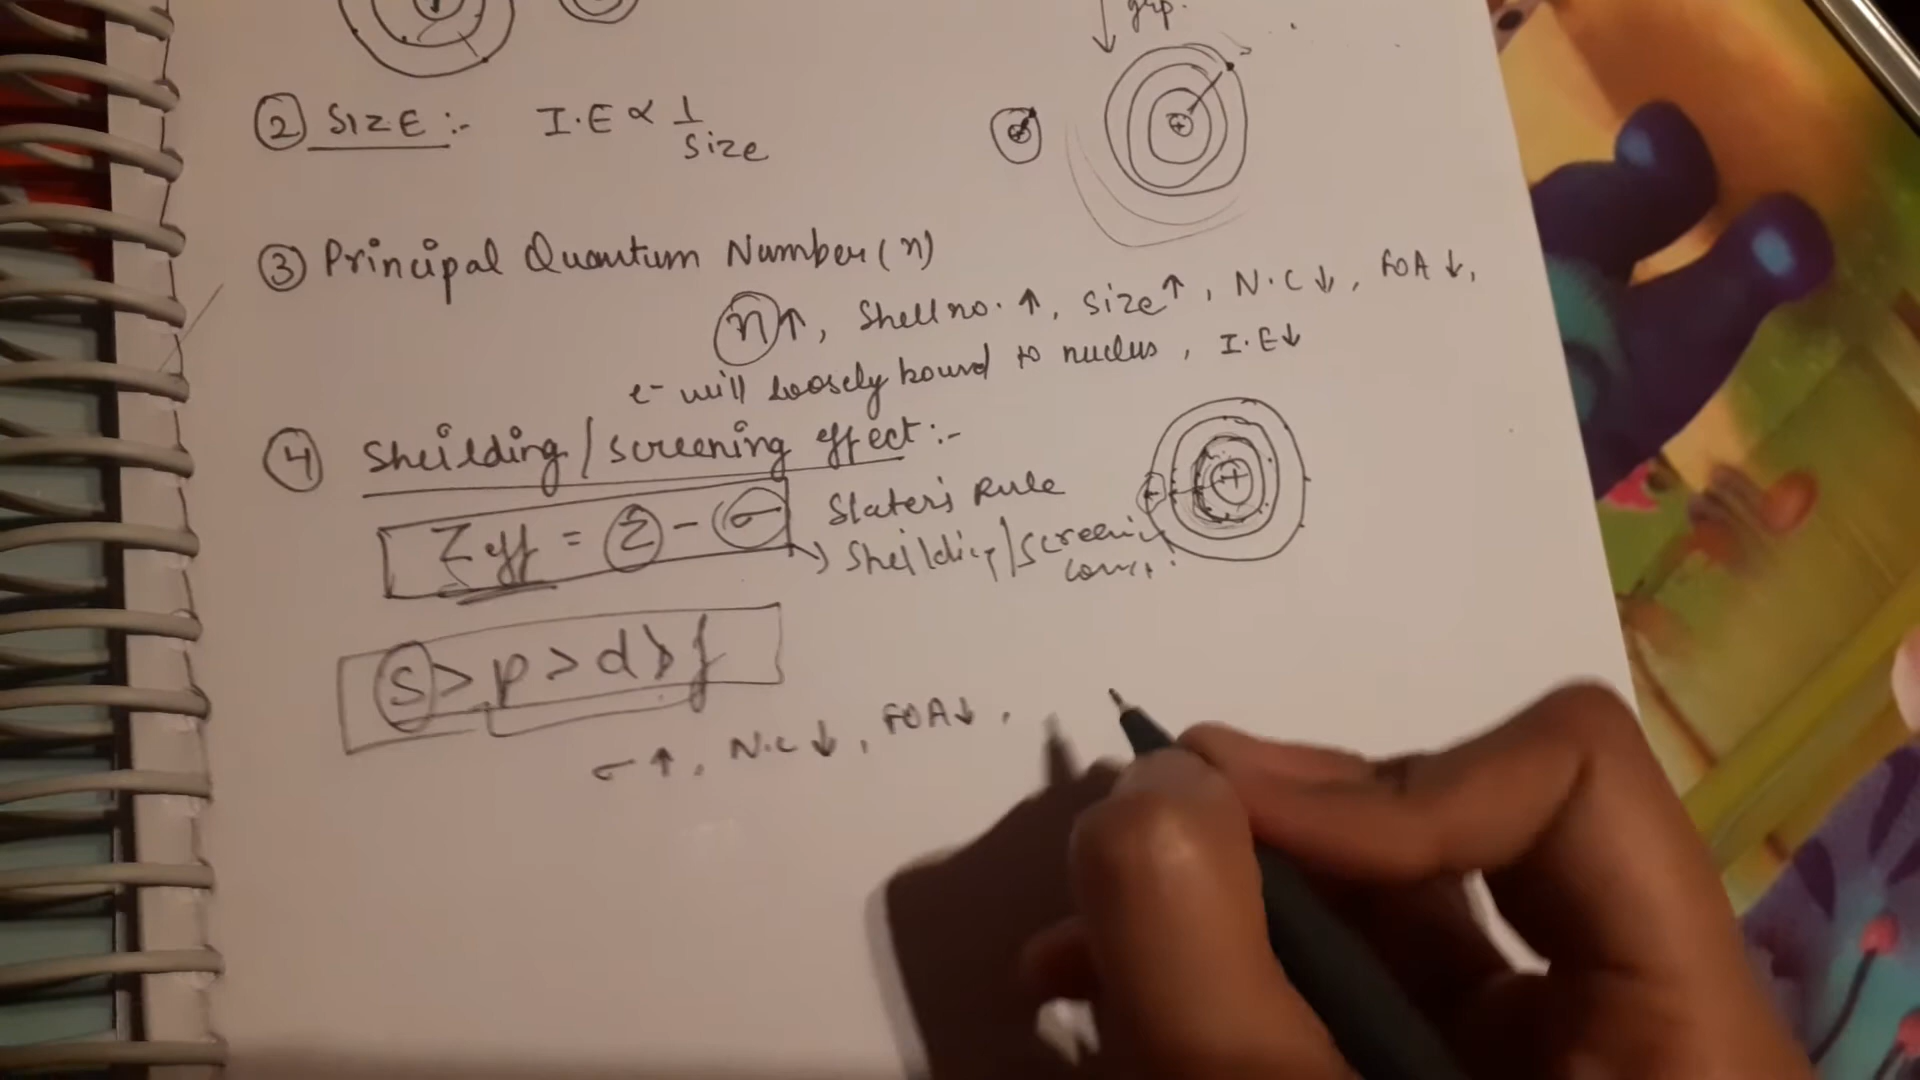 grp.
② SIZE :- I.E ∝ 1/Size
③ Principal Quantum Number (n)
n↑, Shell no. ↑, Size↑, N.C↓, FOA↓,
e- will loosely bound to nucleus, I.E↓
④ Sheilding/screening effect:-
Zeff = Z - σ Slater's Rule
Sheilding/screening
s > p > d > f
σ↑, N.C↓, FOA↓,